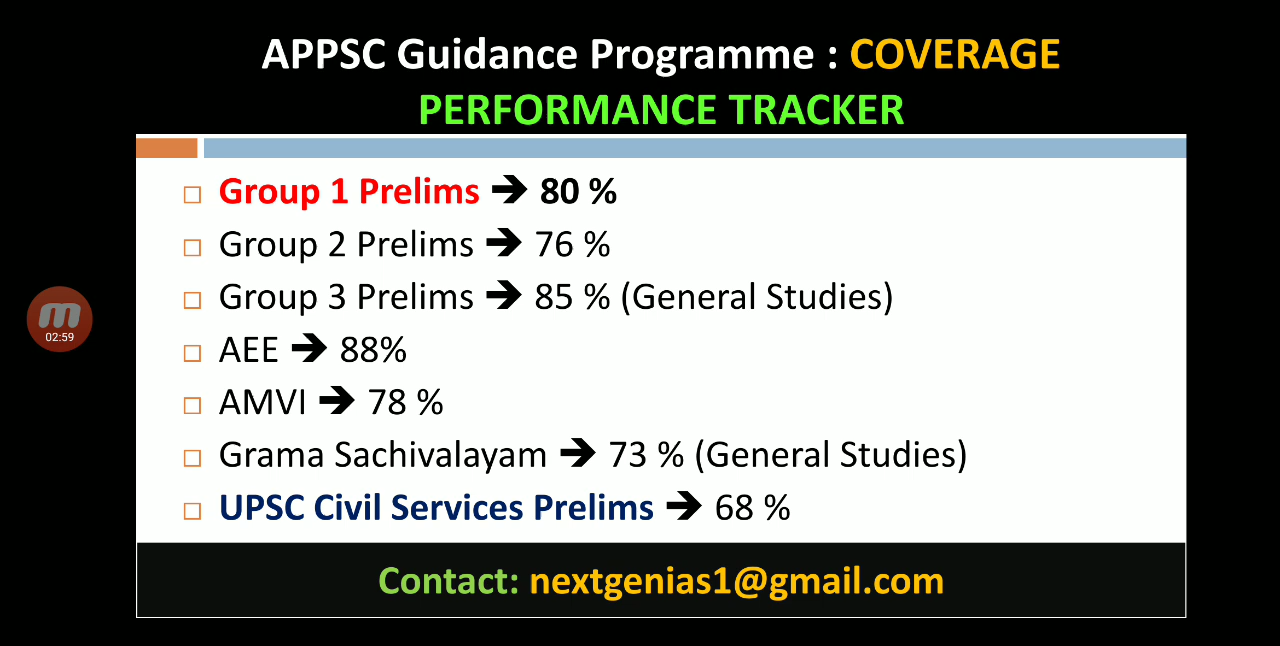 APPSC Guidance Programme : COVERAGE
PERFORMANCE TRACKER
Group 1 Prelims ➔ 80 %
Group 2 Prelims ➔ 76 %
Group 3 Prelims ➔ 85 % (General Studies)
AEE ➔ 88%
AMVI ➔ 78 %
Grama Sachivalayam ➔ 73 % (General Studies)
UPSC Civil Services Prelims ➔ 68 %
Contact: nextgenias1@gmail.com
m
02:59